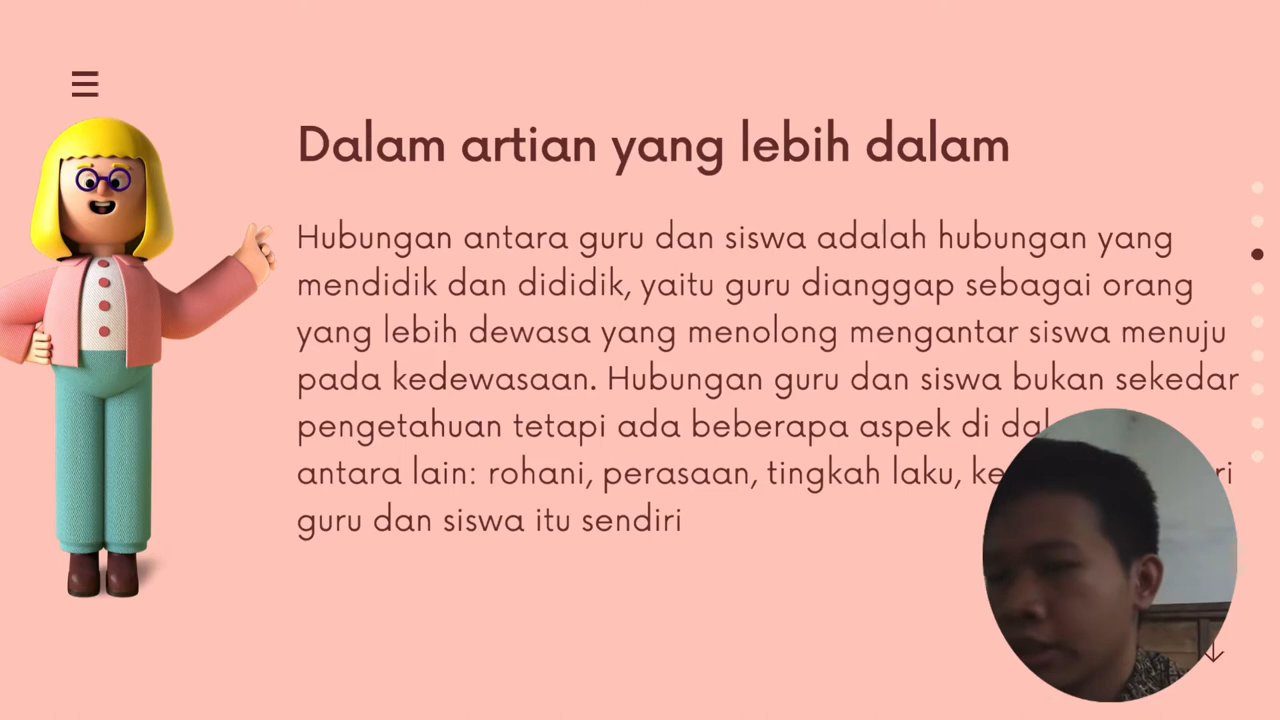 Dalam artian yang lebih dalam
Hubungan antara guru dan siswa adalah hubungan yang
mendidik dan dididik, yaitu guru dianggap sebagai orang
yang lebih dewasa yang menolong mengantar siswa menuju
pada kedewasaan. Hubungan guru dan siswa bukan sekedar
pengetahuan tetapi ada beberapa aspek di
antara lain: rohani, perasaan, tingkah laku,
guru dan siswa itu sendiri